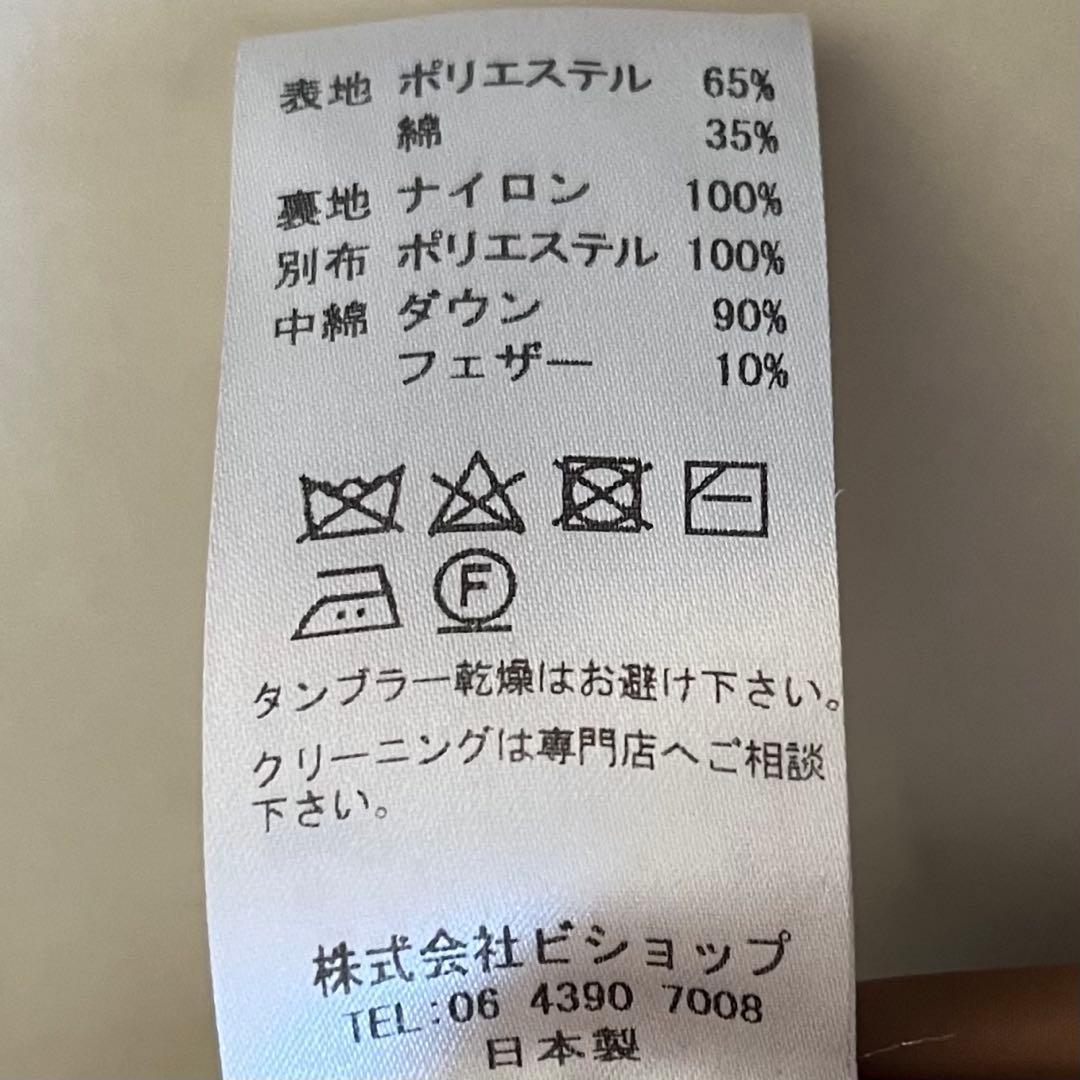 表地 ポリエステル 65%
綿 35%
裏地 ナイロン 100%
別布 ポリエステル 100%
中綿 ダウン 90%
フェザー 10%
F
タンブラー乾燥はお避け下さい。
クリーニングは専門店へご相談
下さい。
株式会社ビショップ
TEL:06 4390 7008
日本製